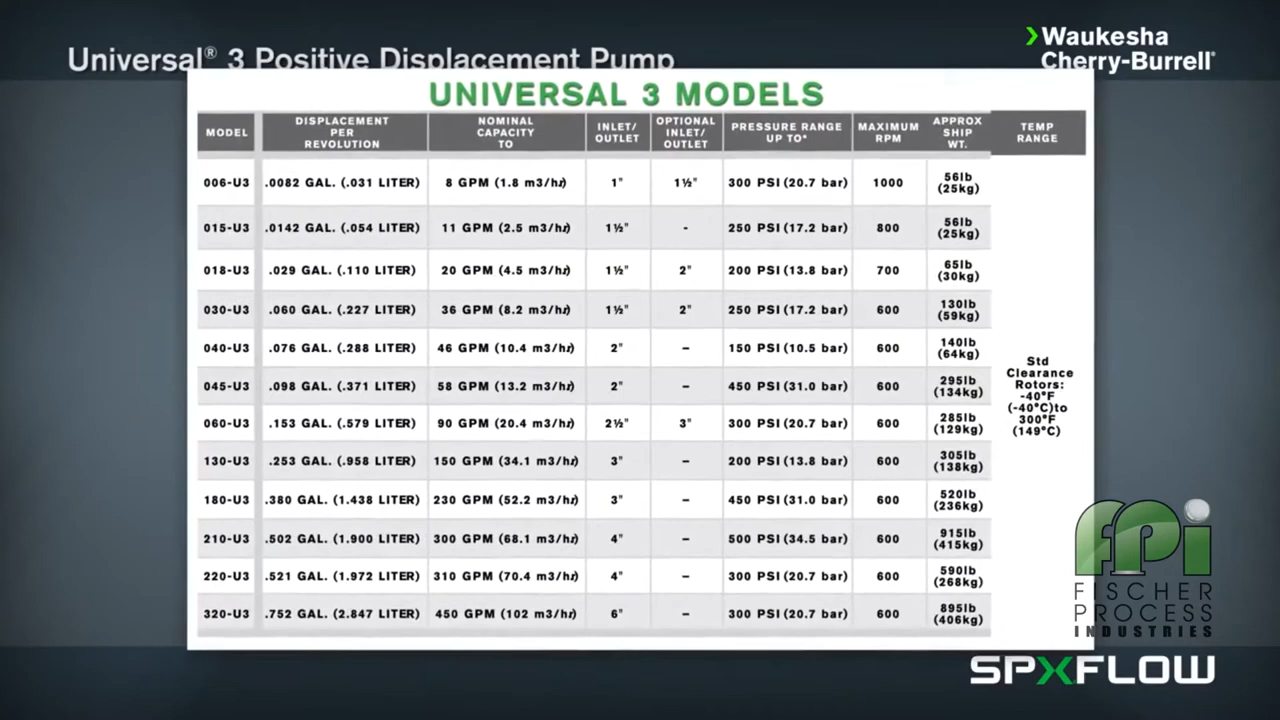 Universal® 3 Positive Displacement Pump
Waukesha
Cherry-Burrell®
UNIVERSAL 3 MODELS
MODEL DISPLACEMENT PER REVOLUTION NOMINAL CAPACITY TO INLET/ OUTLET OPTIONAL INLET/ OUTLET PRESSURE RANGE UP TO* MAXIMUM RPM APPROX SHIP WT. TEMP RANGE
006-U3 .0082 GAL. (.031 LITER) 8 GPM (1.8 m3/hr) 1" 1½" 300 PSI (20.7 bar) 1000 56lb (25kg)
015-U3 .0142 GAL. (.054 LITER) 11 GPM (2.5 m3/hr) 1½" - 250 PSI (17.2 bar) 800 56lb (25kg)
018-U3 .029 GAL. (.110 LITER) 20 GPM (4.5 m3/hr) 1½" 2" 200 PSI (13.8 bar) 700 65lb (30kg)
030-U3 .060 GAL. (.227 LITER) 36 GPM (8.2 m3/hr) 1½" 2" 250 PSI (17.2 bar) 600 130lb (59kg)
040-U3 .076 GAL. (.288 LITER) 46 GPM (10.4 m3/hr) 2" – 150 PSI (10.5 bar) 600 140lb (64kg)
045-U3 .098 GAL. (.371 LITER) 58 GPM (13.2 m3/hr) 2" – 450 PSI (31.0 bar) 600 295lb (134kg)
060-U3 .153 GAL. (.579 LITER) 90 GPM (20.4 m3/hr) 2½" 3" 300 PSI (20.7 bar) 600 285lb (129kg)
130-U3 .253 GAL. (.958 LITER) 150 GPM (34.1 m3/hr) 3" – 200 PSI (13.8 bar) 600 305lb (138kg)
180-U3 .380 GAL. (1.438 LITER) 230 GPM (52.2 m3/hr) 3" – 450 PSI (31.0 bar) 600 520lb (236kg)
210-U3 .502 GAL. (1.900 LITER) 300 GPM (68.1 m3/hr) 4" – 500 PSI (34.5 bar) 600 915lb (415kg)
220-U3 .521 GAL. (1.972 LITER) 310 GPM (70.4 m3/hr) 4" – 300 PSI (20.7 bar) 600 590lb (268kg)
320-U3 .752 GAL. (2.847 LITER) 450 GPM (102 m3/hr) 6" – 300 PSI (20.7 bar) 600 895lb (406kg)
Std
Clearance
Rotors:
-40°F
(-40°C)to
300°F
(149°C)
fpi
FISCHER
PROCESS
INDUSTRIES
SPXFLOW